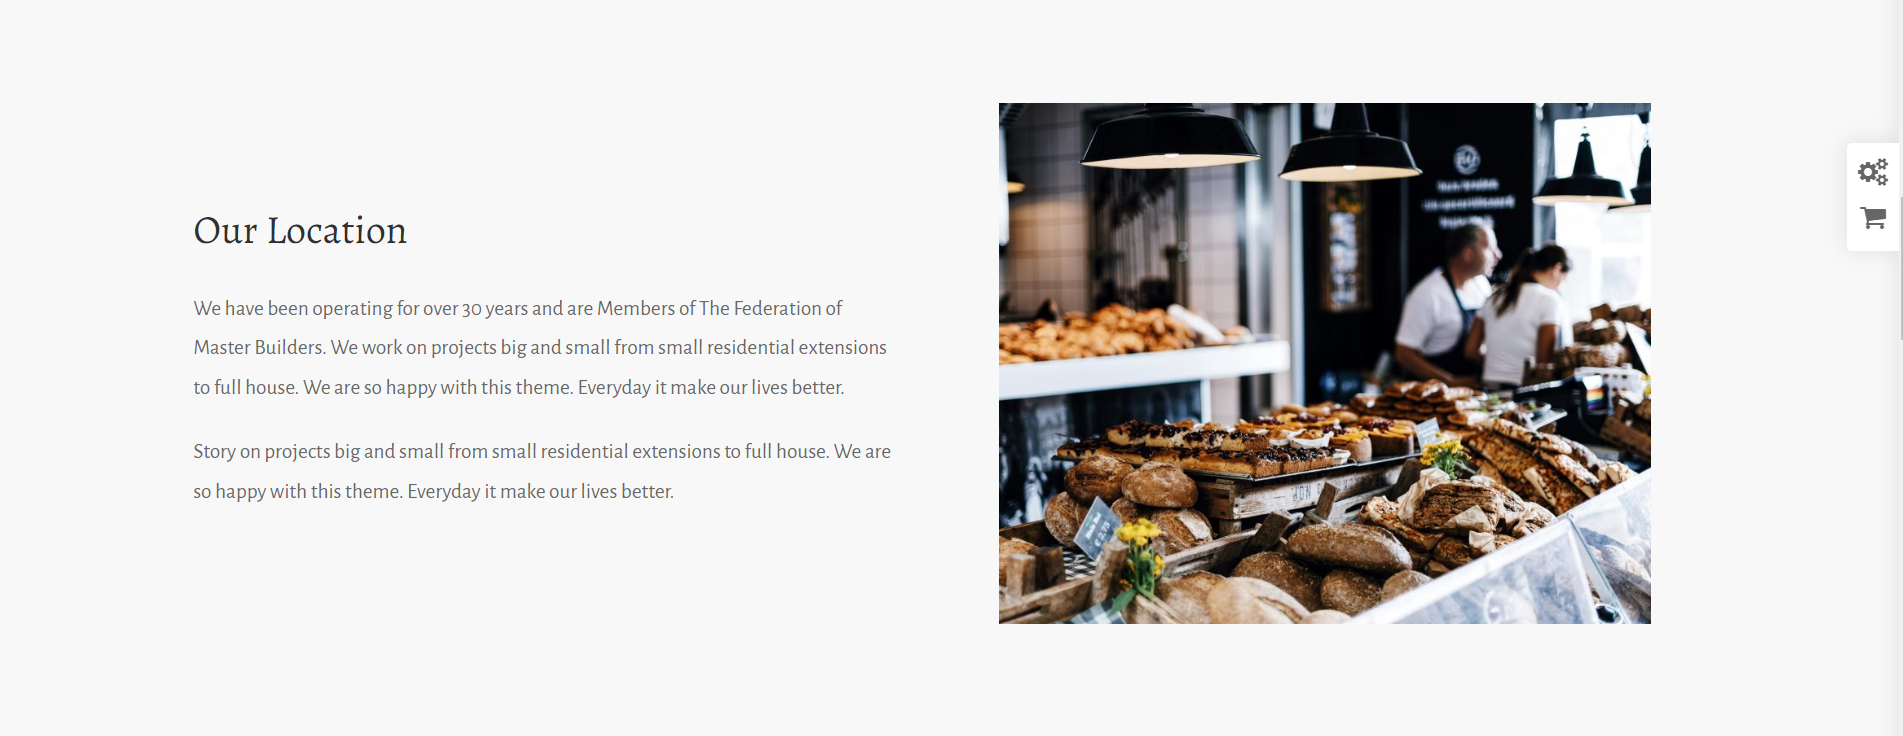 Our Location
We have been operating for over 30 years and are Members of The Federation of
Master Builders. We work on projects big and small from small residential extensions
to full house. We are so happy with this theme. Everyday it make our lives better.
Story on projects big and small from small residential extensions to full house. We are
so happy with this theme. Everyday it make our lives better.